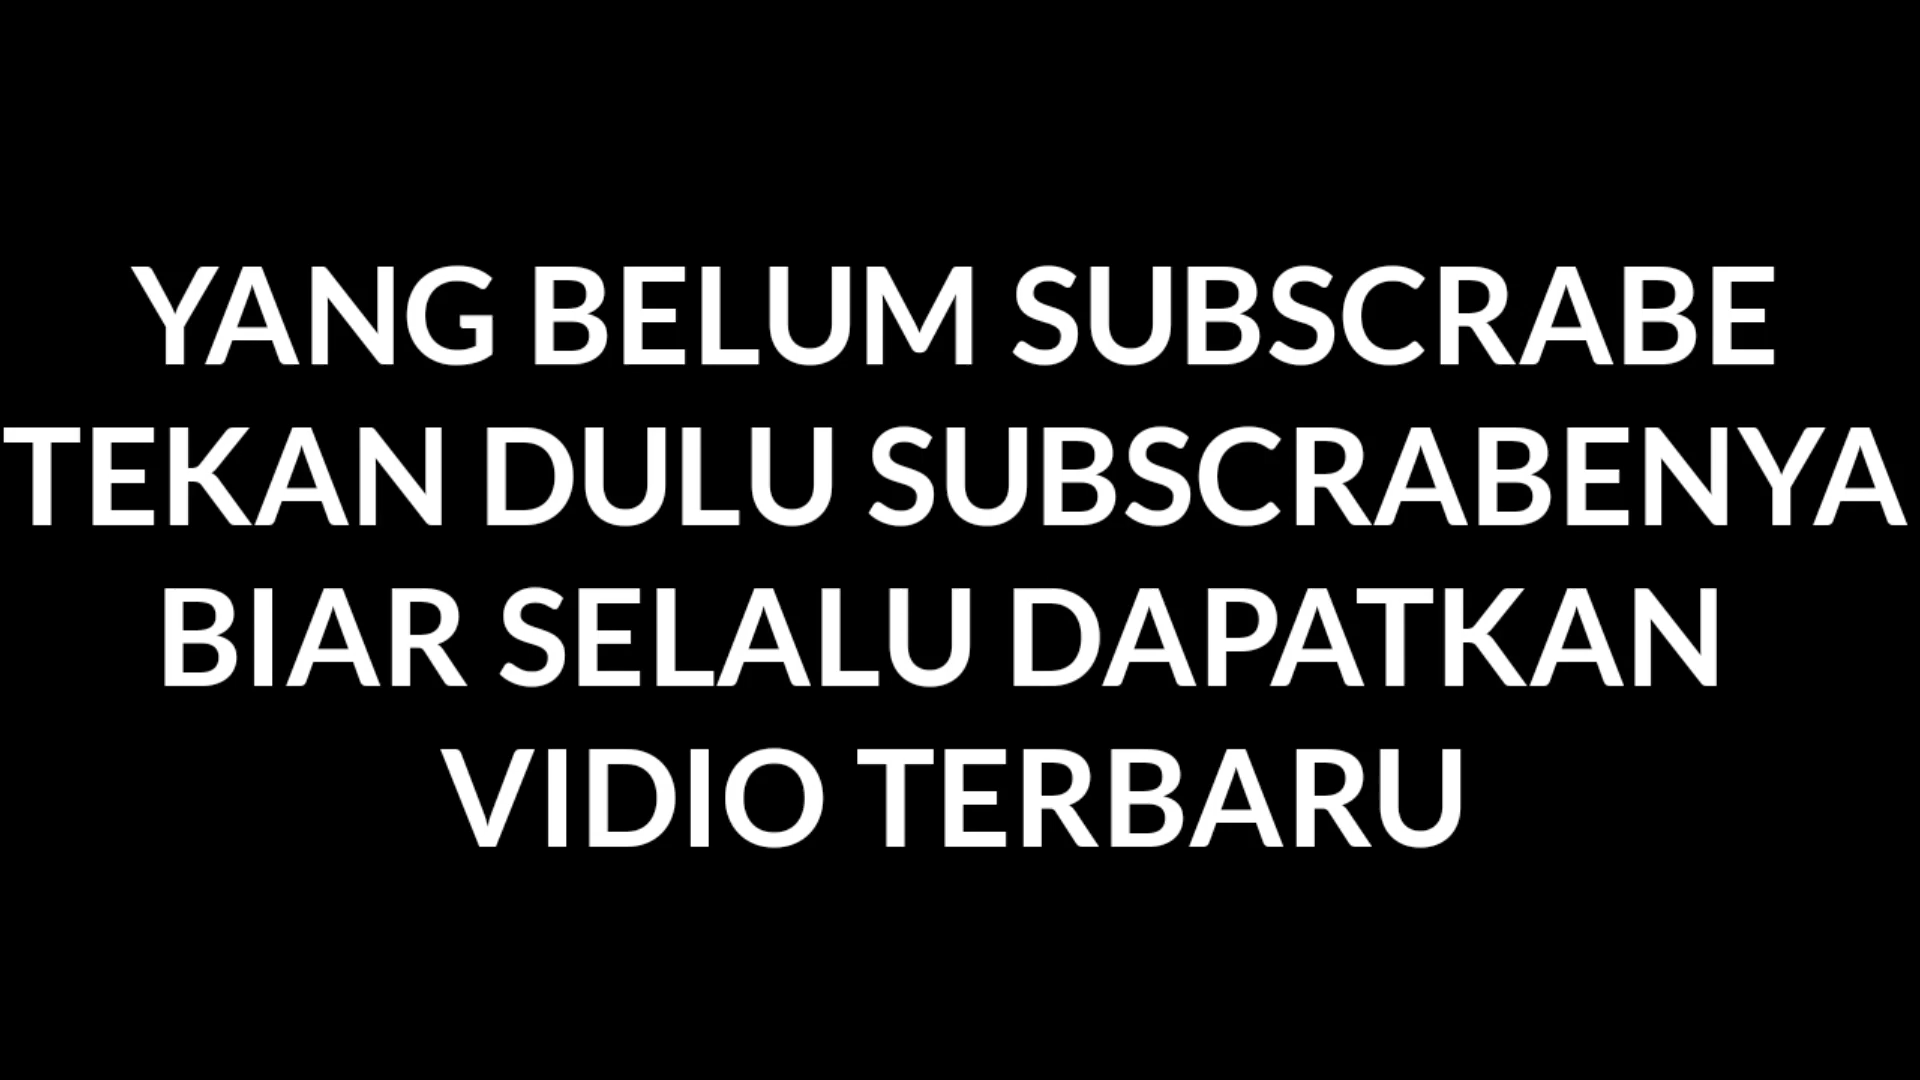 YANG BELUM SUBSCRABE
TEKAN DULU SUBSCRABENYA
BIAR SELALU DAPATKAN
VIDIO TERBARU